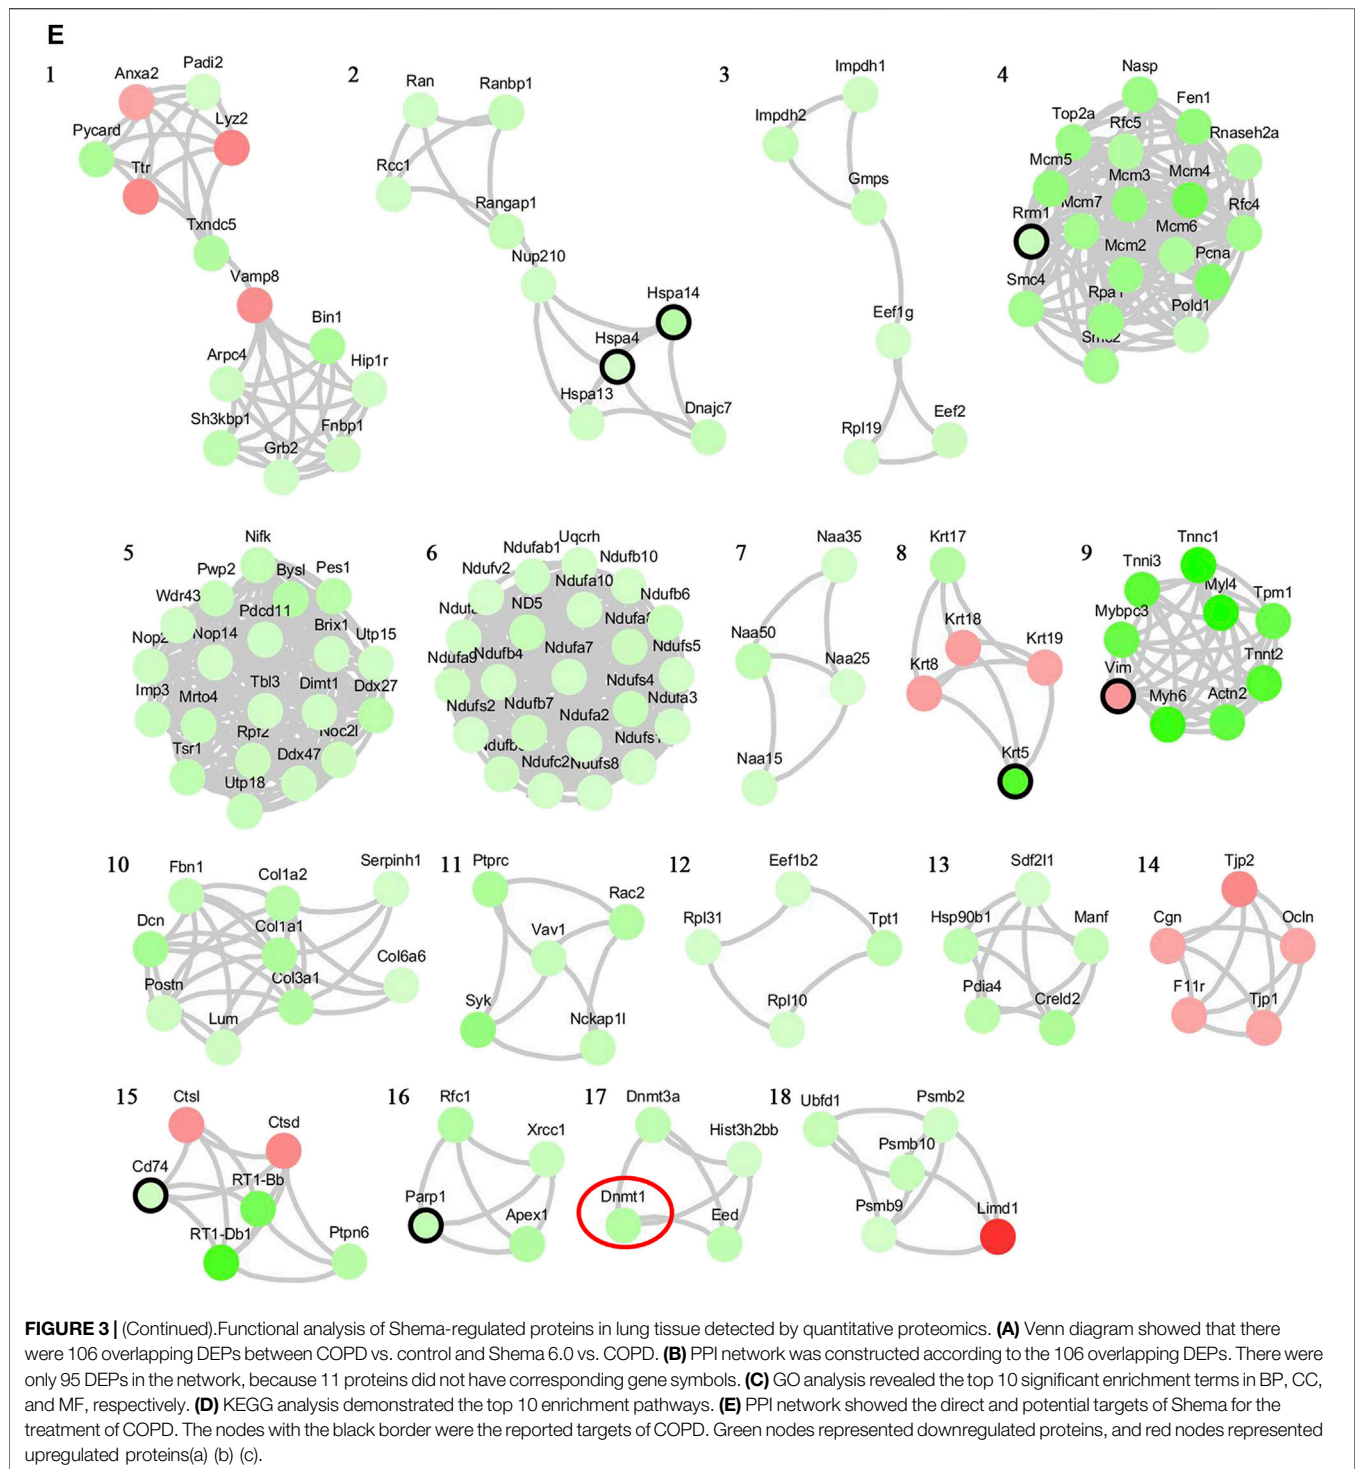 E
1 2 3 4
Anxa2 Padi2 Lyz2 Pycard Ttr Txndc5 Vamp8 Bin1 Arpc4 Hip1r Sh3kbp1 Fnbp1 Grb2
Ran Ranbp1 Rcc1 Rangap1 Nup210 Hspa14 Hspa4 Hspa13 Dnajc7
Impdh1 Impdh2 Gmps Eef1g Eef2 Rpl19
Nasp Fen1 Top2a Rfc5 Rnaseh2a Mcm5 Mcm3 Mcm4 Mcm7 Rrm1 Mcm6 Rfc4 Mcm2 Pcna Smc4 Rpa1 Pold1 Smc2
5 6 7 8 9
Nifk Pwp2 Bysl Pes1 Wdr43 Pdcd11 Nop14 Brix1 Utp15 Imp3 Mrto4 Tbl3 Dimt1 Ddx27 Rpf2 Noc2l Tsr1 Ddx47 Utp18
Uqcrh Ndufab1 Ndufb10 Ndufv2 Ndufa10 ND5 Ndufb6 Ndufa9 Ndufb4 Ndufa7 Ndufs5 Ndufs4 Ndufs2 Ndufb7 Ndufa2 Ndufa3 Ndufc2 Ndufs8
Naa35 Naa50 Naa25 Naa15
Krt17 Krt18 Krt19 Krt8 Krt5
Tnnc1 Tnni3 Myl4 Tpm1 Mybpc3 Vim Tnnt2 Myh6 Actn2
10 11 12 13 14
Fbn1 Col1a2 Serpinh1 Dcn Col1a1 Col6a6 Postn Col3a1 Lum
Ptprc Rac2 Vav1 Syk Nckap1l
Eef1b2 Rpl31 Tpt1 Rpl10
Sdf2l1 Hsp90b1 Manf Pdia4 Creld2
Tjp2 Cgn Ocln F11r Tjp1
15 16 17 18
Ctsl Ctsd Cd74 RT1-Bb RT1-Db1 Ptpn6
Rfc1 Xrcc1 Parp1 Apex1
Dnmt3a Hist3h2bb Dnmt1 Eed
Ubfd1 Psmb2 Psmb10 Psmb9 Limd1
FIGURE 3 | (Continued).Functional analysis of Shema-regulated proteins in lung tissue detected by quantitative proteomics. (A) Venn diagram showed that there
were 106 overlapping DEPs between COPD vs. control and Shema 6.0 vs. COPD. (B) PPI network was constructed according to the 106 overlapping DEPs. There were
only 95 DEPs in the network, because 11 proteins did not have corresponding gene symbols. (C) GO analysis revealed the top 10 significant enrichment terms in BP, CC,
and MF, respectively. (D) KEGG analysis demonstrated the top 10 enrichment pathways. (E) PPI network showed the direct and potential targets of Shema for the
treatment of COPD. The nodes with the black border were the reported targets of COPD. Green nodes represented downregulated proteins, and red nodes represented
upregulated proteins(a) (b) (c).